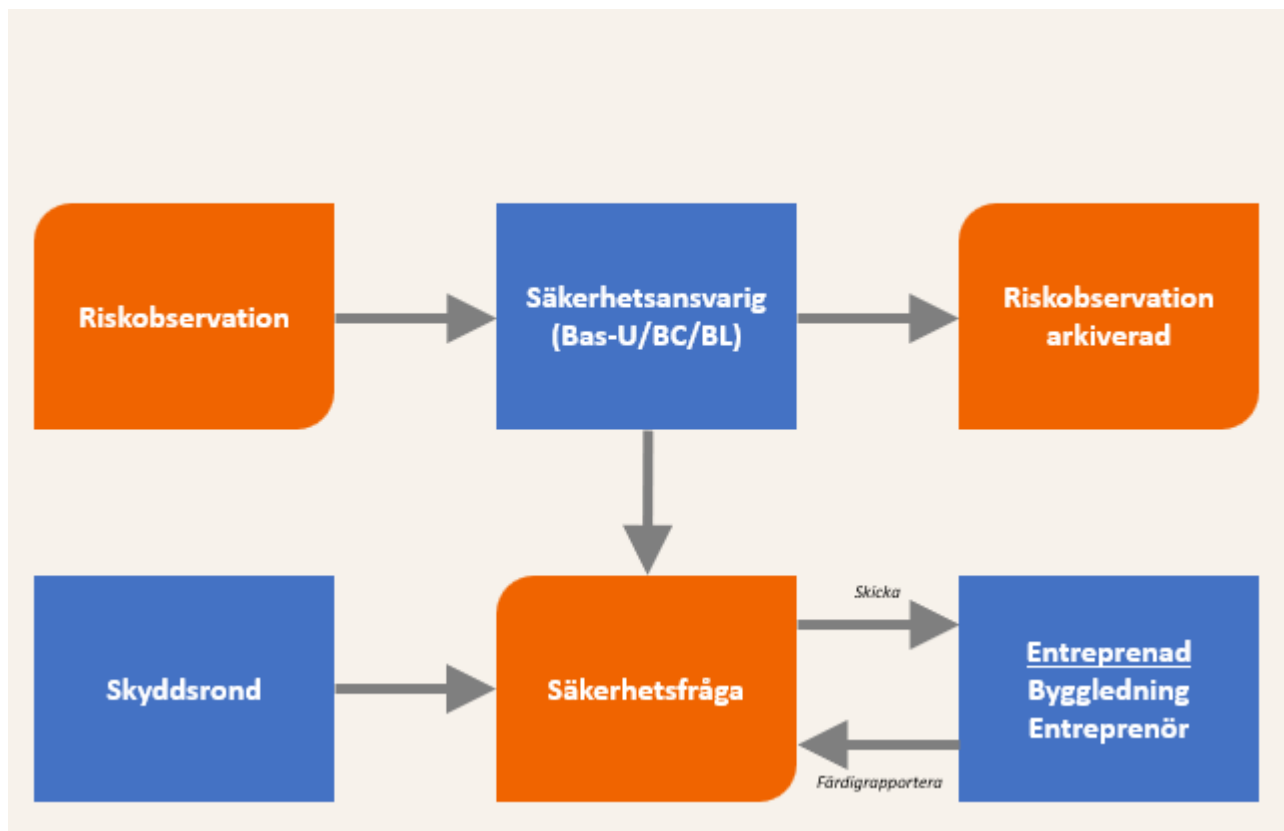 Riskobservation
Säkerhetsansvarig
(Bas-U/BC/BL)
Riskobservation
arkiverad
Skyddsrond
Säkerhetsfråga
Skicka
Färdigrapportera
Entreprenad
Byggledning
Entreprenör